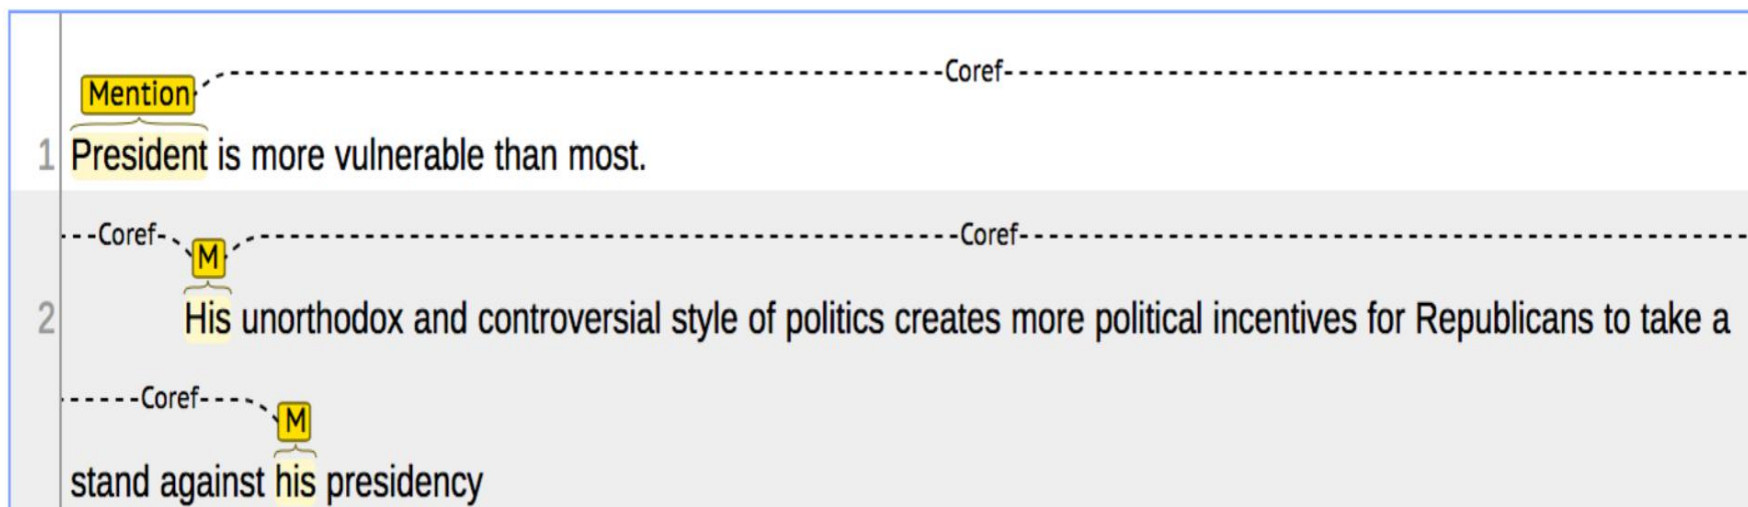 Coref
Mention
1 President is more vulnerable than most.
Coref Coref
M
2 His unorthodox and controversial style of politics creates more political incentives for Republicans to take a
Coref
M
stand against his presidency